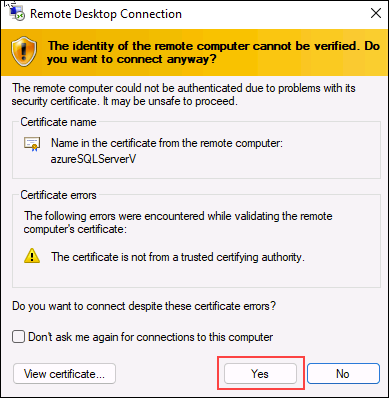 Remote Desktop Connection
The identity of the remote computer cannot be verified. Do
you want to connect anyway?
The remote computer could not be authenticated due to problems with its
security certificate. It may be unsafe to proceed.
Certificate name
Name in the certificate from the remote computer:
azureSQLServerV
Certificate errors
The following errors were encountered while validating the remote
computer's certificate:
The certificate is not from a trusted certifying authority.
Do you want to connect despite these certificate errors?
Don't ask me again for connections to this computer
View certificate... Yes No